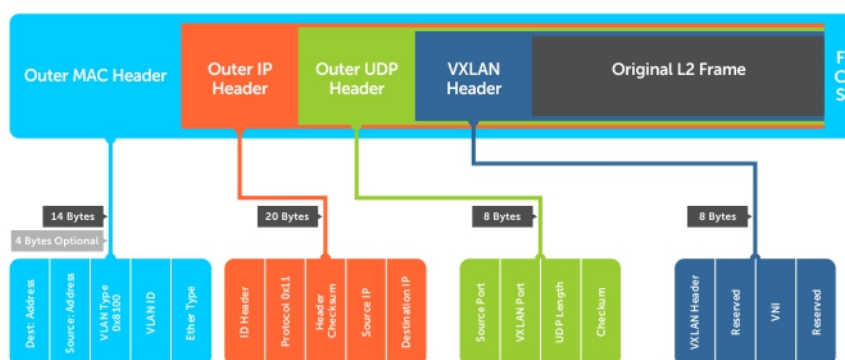 Outer MAC Header
Outer IP
Header
Outer UDP
Header
VXLAN
Header
Original L2 Frame
F
C
S
14 Bytes
4 Bytes Optional
20 Bytes
8 Bytes
8 Bytes
Dest: Address
Source: Address
VLAN Type
0x8100
VLAN ID
Ether Type
ID Header
Protocol 0x11
Header
Checksum
Source IP
Destination IP
Source Port
VXLAN Port
UDP Length
Checkum
VXLAN Header
Reserved
VNI
Reserved